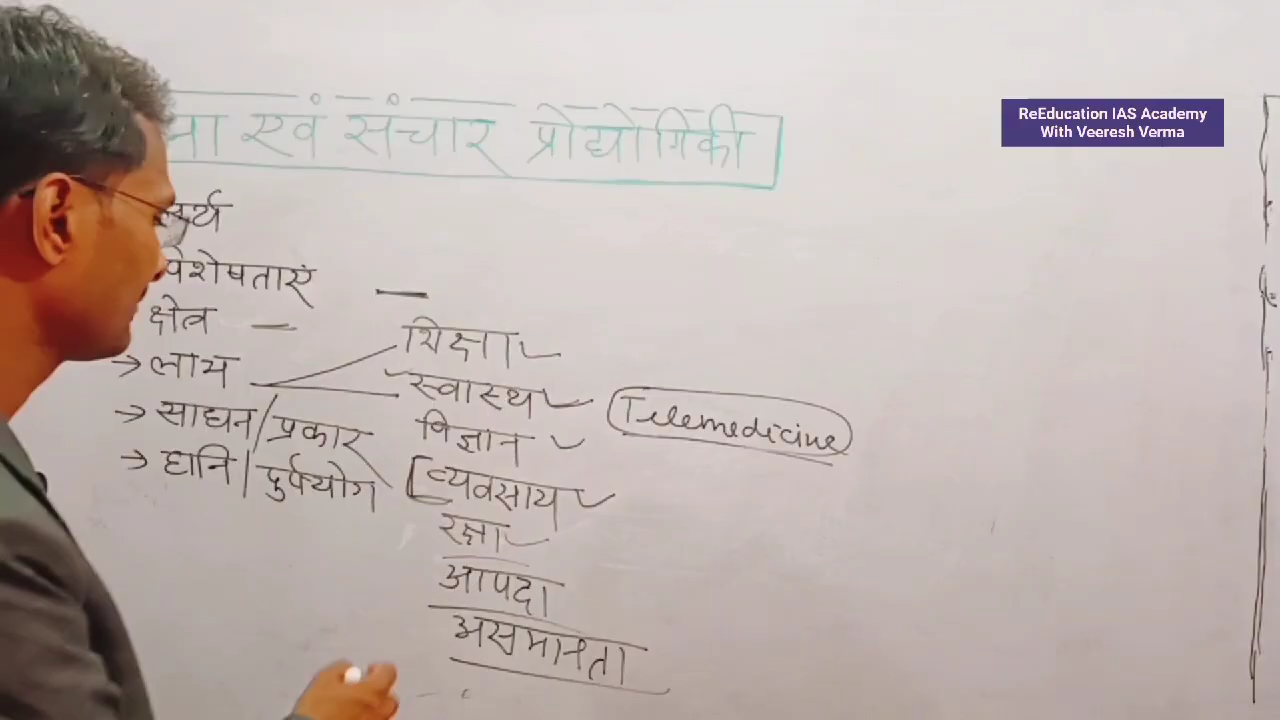 ReEducation IAS Academy
With Veeresh Verma
ना एवं संचार प्रोद्योगिकी
अर्थ
विशेषताएं —
क्षेत्र —
→ लाभ
→ साधन/प्रकार
→ हानि/दुर्पयोग
शिक्षा
स्वास्थ
Telemedicine
विज्ञान
व्यवसाय
रक्षा
आपदा
असमानता